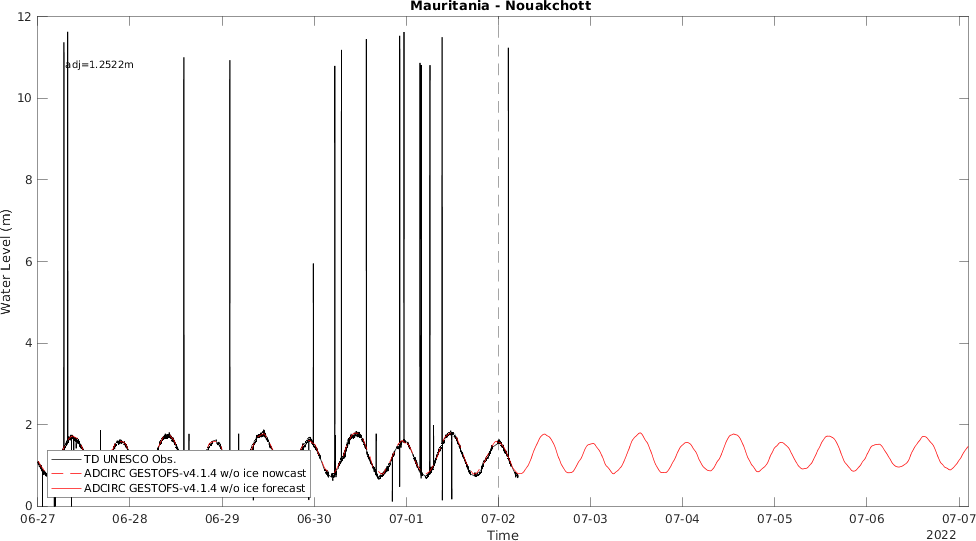 Mauritania - Nouakchott
12
adj=1.2522m
10
8
6
4
2
0
Water Level (m)
TD UNESCO Obs.
ADCIRC GESTOFS-v4.1.4 w/o ice nowcast
ADCIRC GESTOFS-v4.1.4 w/o ice forecast
06-27 06-28 06-29 06-30 07-01 07-02 07-03 07-04 07-05 07-06 07-07
Time
2022